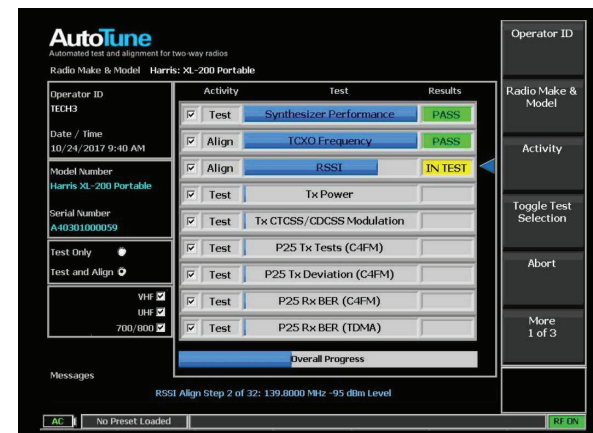 AutoTune
Automated test and alignment for two-way radios
Radio Make & Model Harris: XL-200 Portable
Operator ID
TECH3
Date / Time
10/24/2017 9:40 AM
Model Number
Harris XL-200 Portable
Serial Number
A40301000059
Test Only
Test and Align
VHF
UHF
700/800
Activity Test Results
Test Synthesizer Performance PASS
Align TCXO Frequency PASS
Align RSSI IN TEST
Test Tx Power
Test Tx CTCSS/CDCSS Modulation
Test P25 Tx Tests (C4FM)
Test P25 Tx Deviation (C4FM)
Test P25 Rx BER (C4FM)
Test P25 Rx BER (TDMA)
Overall Progress
Messages
RSSI Align Step 2 of 32: 139.8000 MHz -95 dBm Level
AC No Preset Loaded RF ON
Operator ID
Radio Make &
Model
Activity
Toggle Test
Selection
Abort
More
1 of 3